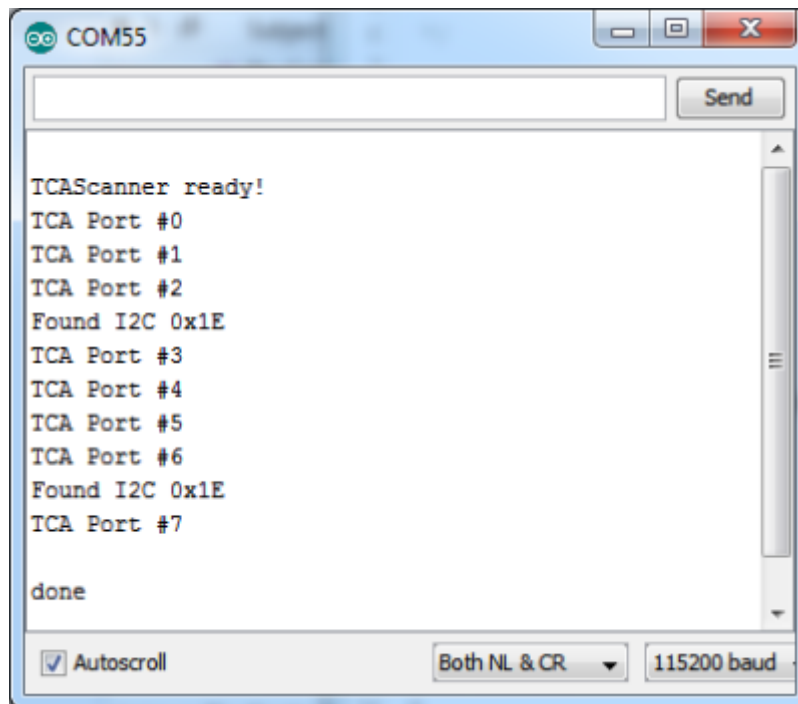 COM55
Send
TCAScanner ready!
TCA Port #0
TCA Port #1
TCA Port #2
Found I2C 0x1E
TCA Port #3
TCA Port #4
TCA Port #5
TCA Port #6
Found I2C 0x1E
TCA Port #7
done
Autoscroll
Both NL & CR
115200 baud